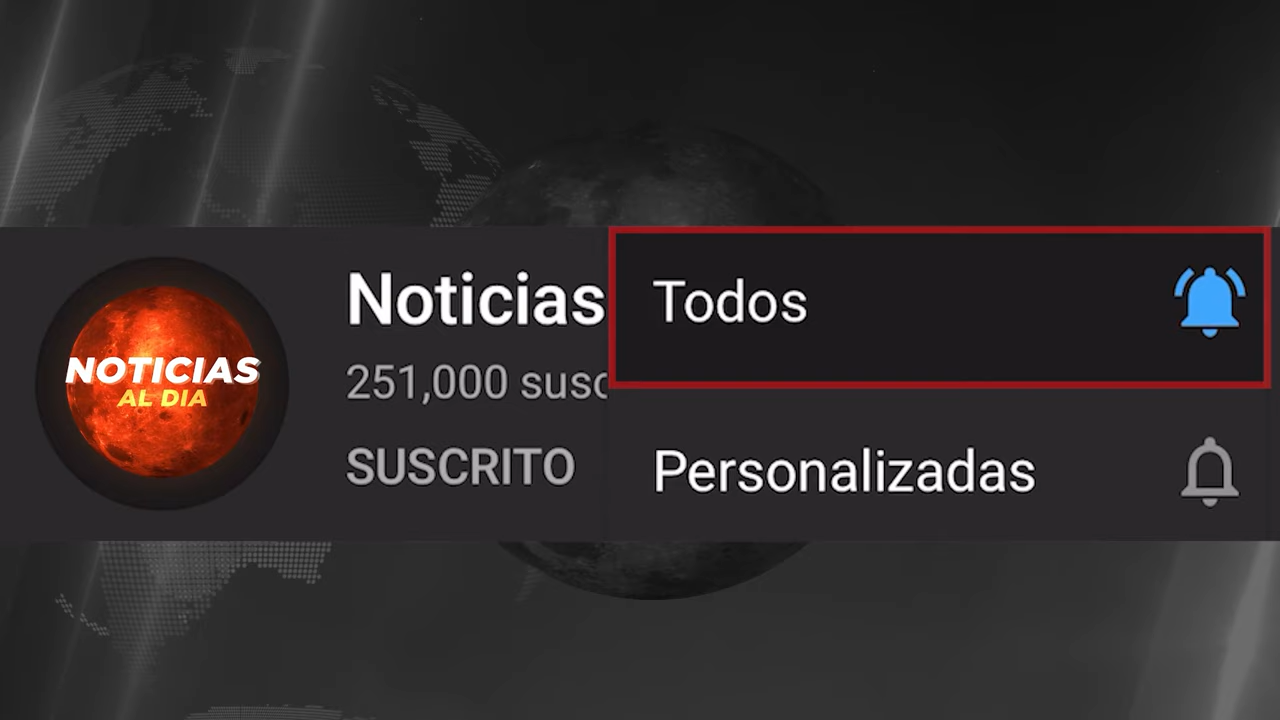 NOTICIAS
AL DIA
Noticias
251,000 susc
SUSCRITO
Todos
Personalizadas